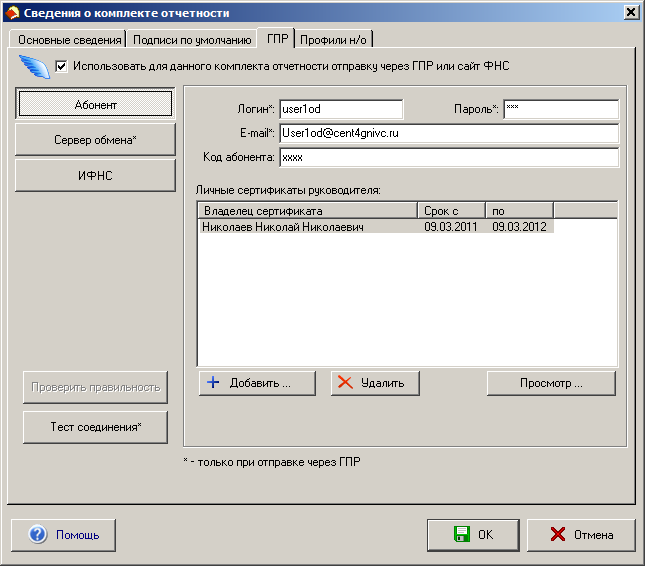 Сведения о комплекте отчетности
Основные сведения Подписи по умолчанию ГПР Профили н/о
Использовать для данного комплекта отчетности отправку через ГПР или сайт ФНС
Абонент
Сервер обмена*
ИФНС
Логин*: user1od Пароль*: ***
E-mail*: User1od@cent4gnivc.ru
Код абонента: xxxx
Личные сертификаты руководителя:
Владелец сертификата Срок с по
Николаев Николай Николаевич 09.03.2011 09.03.2012
Добавить ... Удалить Просмотр ...
Проверить правильность
Тест соединения*
* - только при отправке через ГПР
Помощь OK Отмена